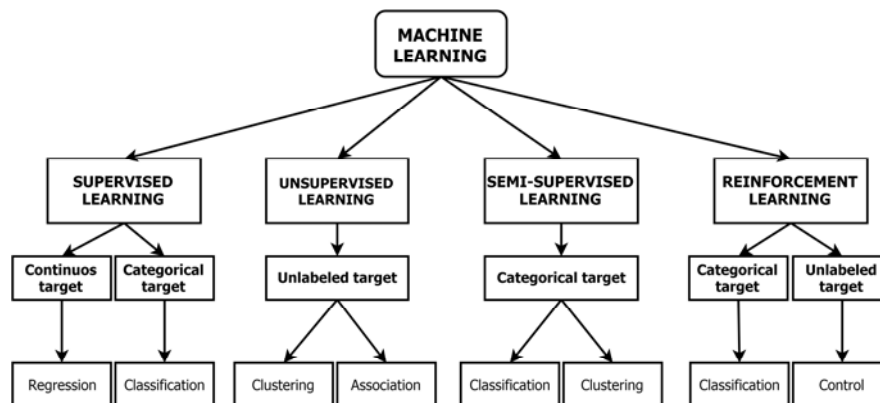 MACHINE
LEARNING
SUPERVISED
LEARNING
UNSUPERVISED
LEARNING
SEMI-SUPERVISED
LEARNING
REINFORCEMENT
LEARNING
Continuos
target
Categorical
target
Unlabeled target
Categorical target
Categorical
target
Unlabeled
target
Regression
Classification
Clustering
Association
Classification
Clustering
Classification
Control